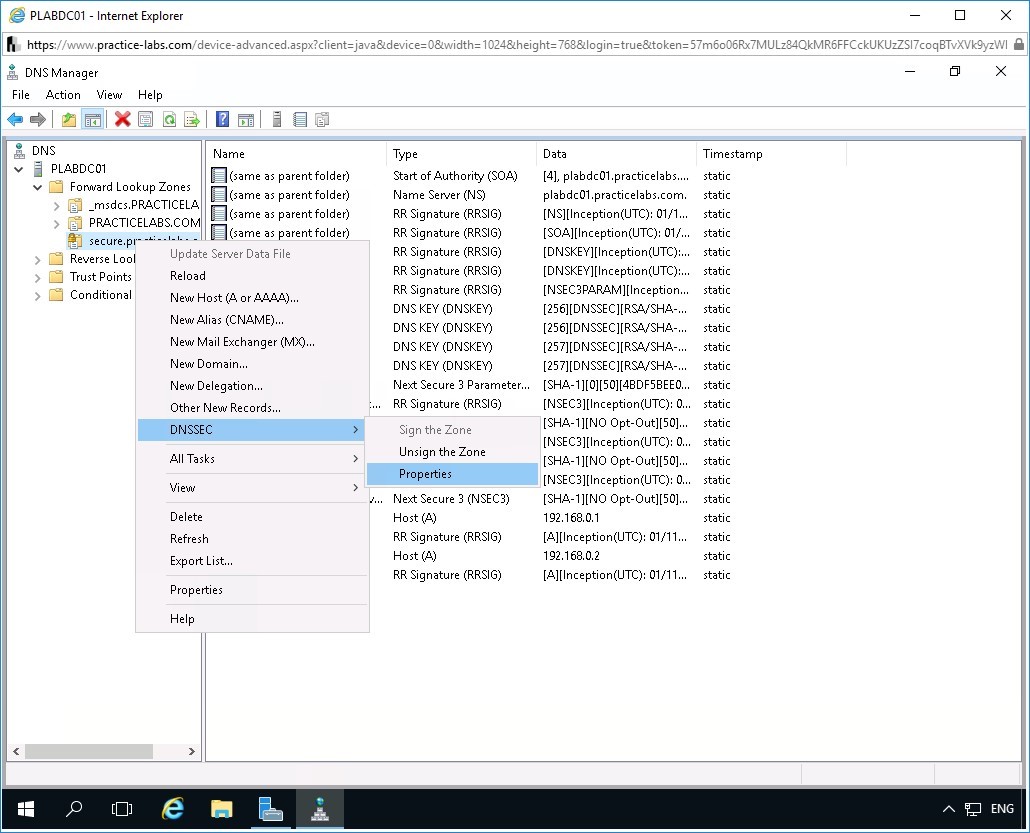 PLABDC01 - Internet Explorer
https://www.practice-labs.com/device-advanced.aspx?client=java&device=0&width=1024&height=768&login=true&token=57m6o06Rx7MULz84QkMR6FFCckUKUzZSI7coqBTvXVk9yzWl
DNS Manager
File Action View Help
Name Type Data Timestamp
DNS
PLABDC01
Forward Lookup Zones
_msdcs.PRACTICELA
PRACTICELABS.COM
secure.practicelabs.c
Reverse Look
Trust Points
Conditional
(same as parent folder) Start of Authority (SOA) [4], plabdc01.practicelabs.... static
(same as parent folder) Name Server (NS) plabdc01.practicelabs.com. static
(same as parent folder) RR Signature (RRSIG) [NS][Inception(UTC): 01/1... static
(same as parent folder) RR Signature (RRSIG) [SOA][Inception(UTC): 01/... static
RR Signature (RRSIG) [DNSKEY][Inception(UTC:... static
RR Signature (RRSIG) [DNSKEY][Inception(UTC:... static
RR Signature (RRSIG) [NSEC3PARAM][Inception... static
DNS KEY (DNSKEY) [256][DNSSEC][RSA/SHA-... static
DNS KEY (DNSKEY) [256][DNSSEC][RSA/SHA-... static
DNS KEY (DNSKEY) [257][DNSSEC][RSA/SHA-... static
DNS KEY (DNSKEY) [257][DNSSEC][RSA/SHA-... static
Next Secure 3 Parameter... [SHA-1][0][50][4BDF5BEE0... static
t... RR Signature (RRSIG) [NSEC3][Inception(UTC): 0... static
[SHA-1][NO Opt-Out][50]... static
[NSEC3][Inception(UTC): 0... static
[SHA-1][NO Opt-Out][50]... static
[NSEC3][Inception(UTC): 0... static
v... Next Secure 3 (NSEC3) [SHA-1][NO Opt-Out][50]... static
Host (A) 192.168.0.1 static
RR Signature (RRSIG) [A][Inception(UTC): 01/11... static
Host (A) 192.168.0.2 static
RR Signature (RRSIG) [A][Inception(UTC): 01/11... static
Update Server Data File
Reload
New Host (A or AAAA)...
New Alias (CNAME)...
New Mail Exchanger (MX)...
New Domain...
New Delegation...
Other New Records...
DNSSEC
All Tasks
View
Delete
Refresh
Export List...
Properties
Help
Sign the Zone
Unsign the Zone
Properties
ENG